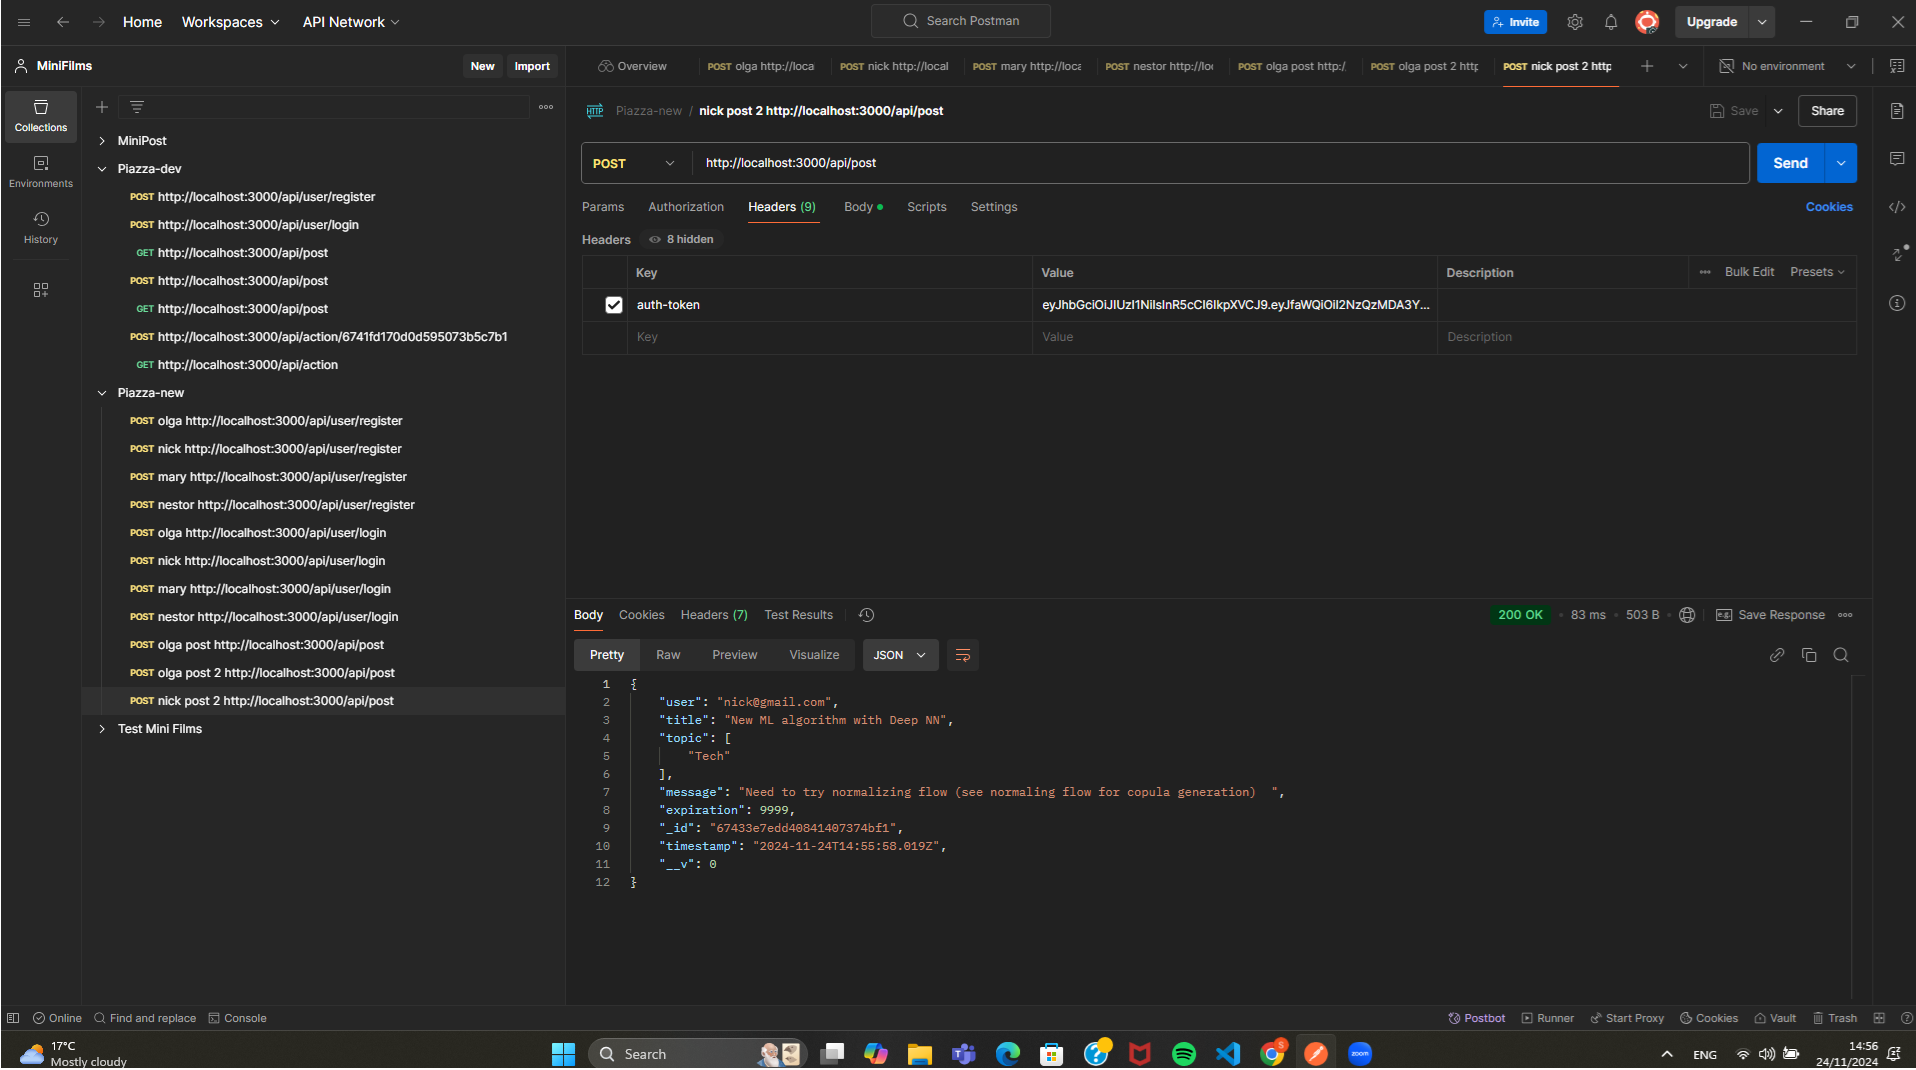 Home Workspaces API Network Search Postman Invite Upgrade
MiniFilms New Import Overview POST olga http://loca POST nick http://local POST mary http://loca POST nestor http://lo POST olga post http:/ POST olga post 2 http POST nick post 2 http No environment
Collections
Environments
History
MiniPost
Piazza-dev
POST http://localhost:3000/api/user/register
POST http://localhost:3000/api/user/login
GET http://localhost:3000/api/post
POST http://localhost:3000/api/post
GET http://localhost:3000/api/post
POST http://localhost:3000/api/action/6741fd170d0d595073b5c7b1
GET http://localhost:3000/api/action
Piazza-new
POST olga http://localhost:3000/api/user/register
POST nick http://localhost:3000/api/user/register
POST mary http://localhost:3000/api/user/register
POST nestor http://localhost:3000/api/user/register
POST olga http://localhost:3000/api/user/login
POST nick http://localhost:3000/api/user/login
POST mary http://localhost:3000/api/user/login
POST nestor http://localhost:3000/api/user/login
POST olga post http://localhost:3000/api/post
POST olga post 2 http://localhost:3000/api/post
POST nick post 2 http://localhost:3000/api/post
Test Mini Films
HTTP Piazza-new / nick post 2 http://localhost:3000/api/post Save Share
POST http://localhost:3000/api/post Send
Params Authorization Headers (9) Body Scripts Settings Cookies
Headers 8 hidden
Key Value Description Bulk Edit Presets
auth-token eyJhbGciOiJIUzI1NiIsInR5cCI6IkpXVCJ9.eyJfaWQiOiI2NzQzMDA3Y...
Key Value Description
Body Cookies Headers (7) Test Results 200 OK 83 ms 503 B Save Response
Pretty Raw Preview Visualize JSON
1 {
2 "user": "nick@gmail.com",
3 "title": "New ML algorithm with Deep NN",
4 "topic": [
5 "Tech"
6 ],
7 "message": "Need to try normalizing flow (see normaling flow for copula generation)  ",
8 "expiration": 9999,
9 "_id": "67433e7edd40841407374bf1",
10 "timestamp": "2024-11-24T14:55:58.019Z",
11 "__v": 0
12 }
Online Find and replace Console Postbot Runner Start Proxy Cookies Vault Trash
17°C
Mostly cloudy
Search
zoom
ENG
14:56
24/11/2024